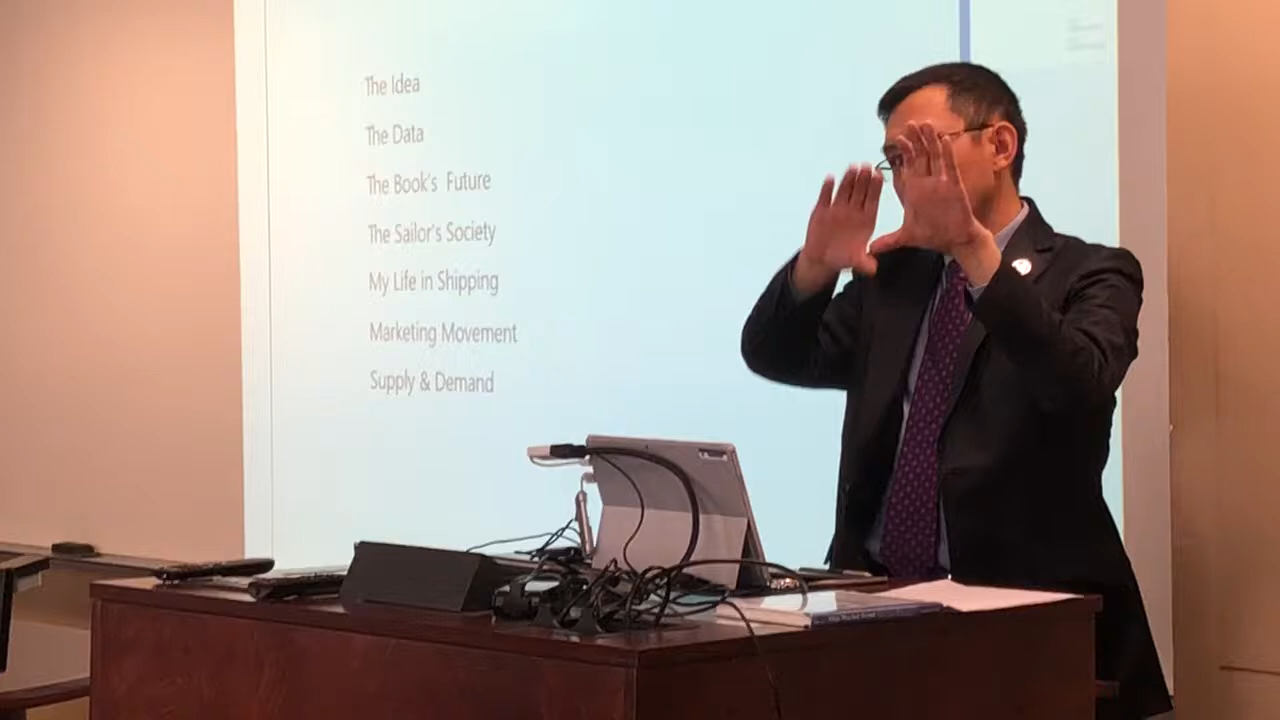 The Idea
The Data
The Book's Future
The Sailor's Society
My Life in Shipping
Marketing Movement
Supply & Demand